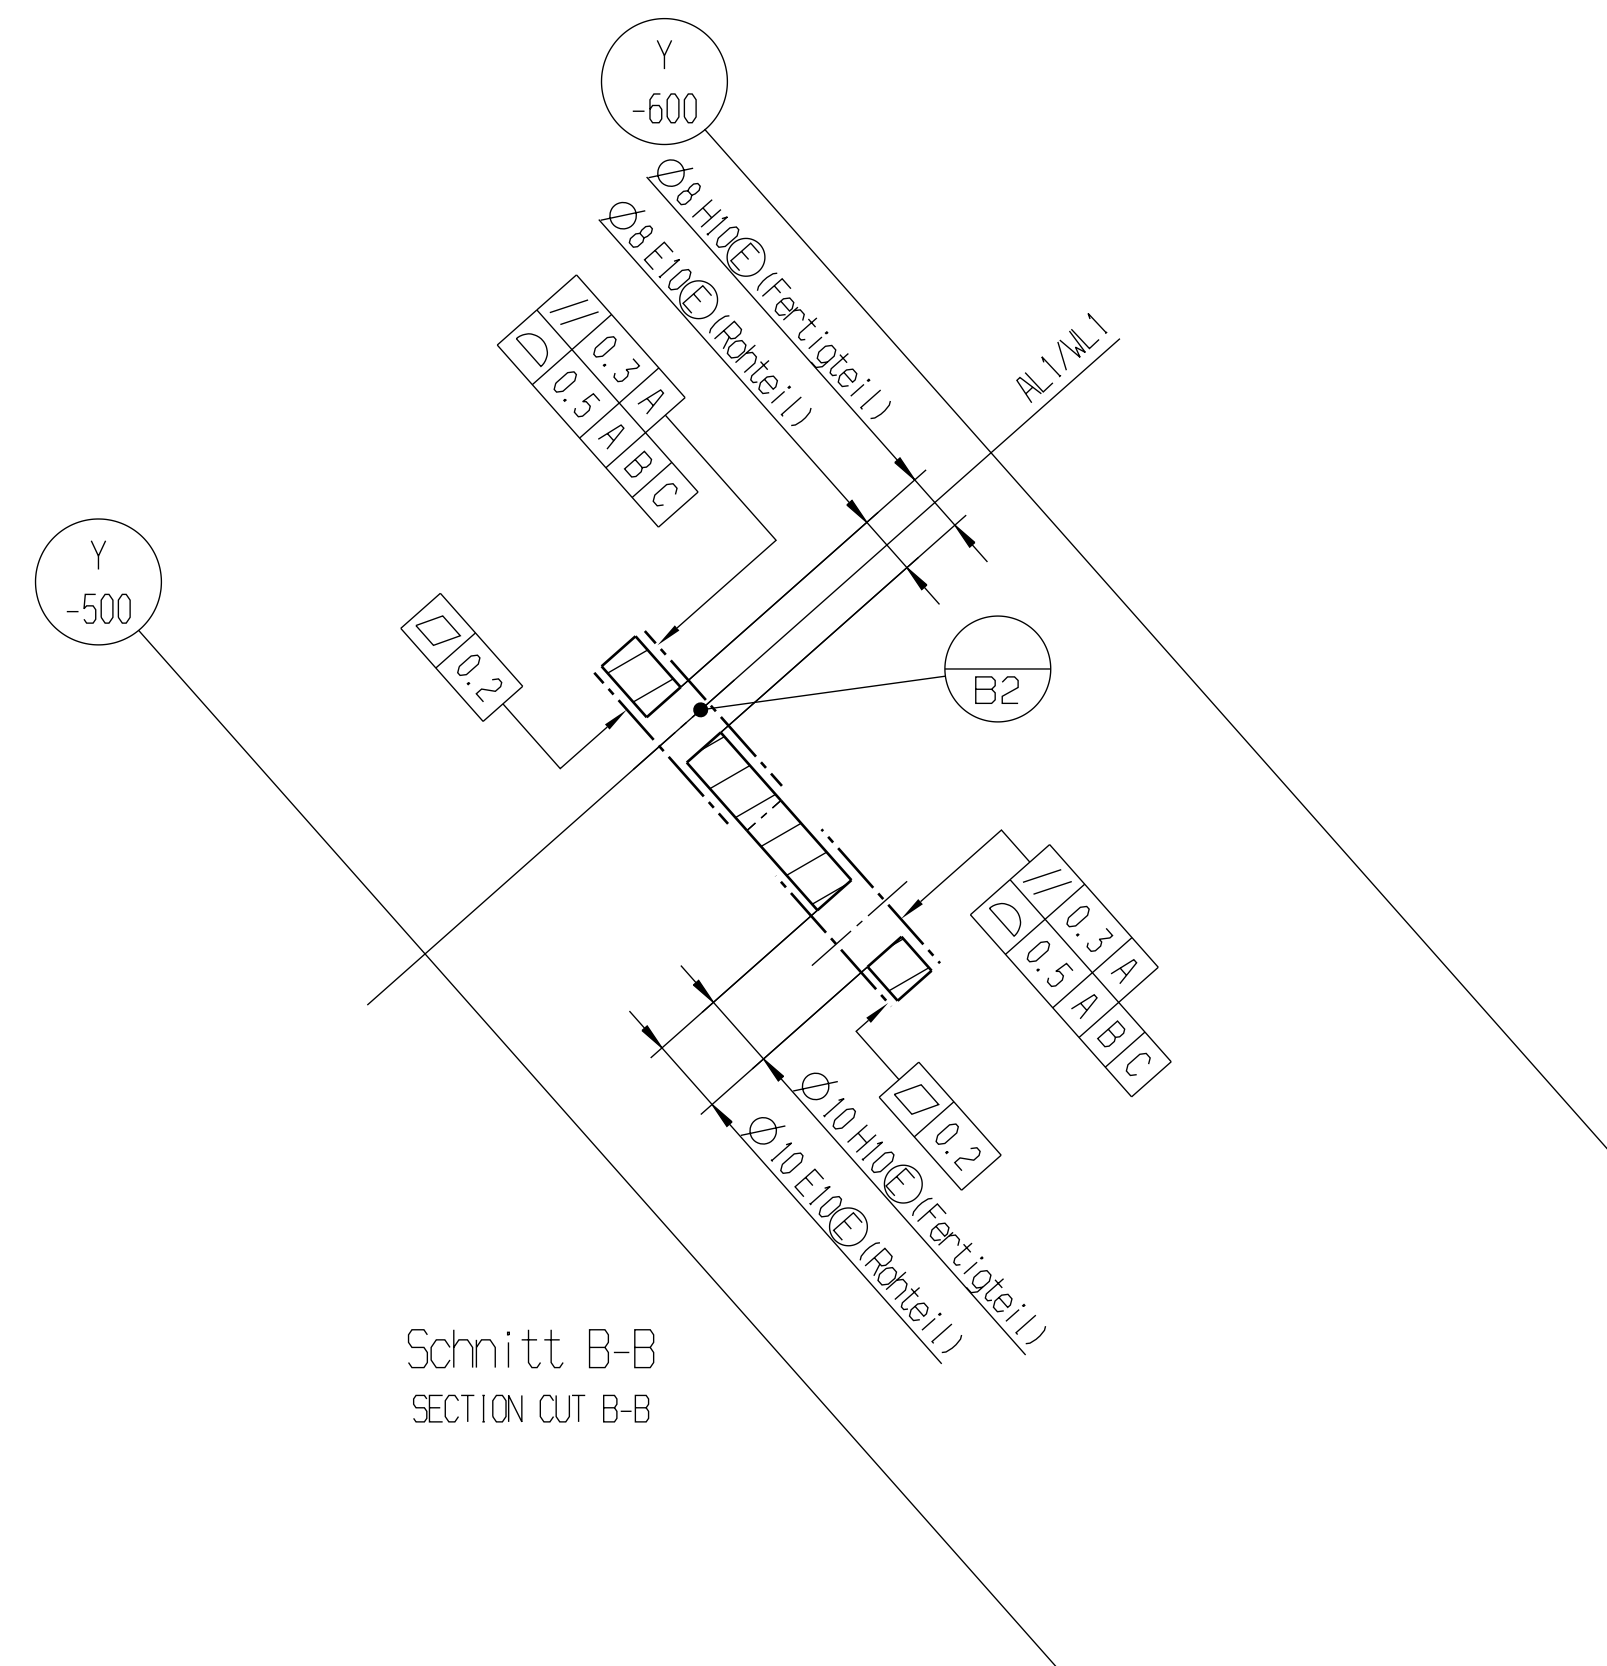 Y
-600
Ø8 H10Ⓔ (Fertigteil)
Ø8 E10Ⓔ (Rohteil)
// 0.3 A
⌓ 0.5 A B C
AL1/WL1
Y
-500
⏥ 0.2
B2
// 0.3 A
⌓ 0.5 A B C
⏥ 0.2
Ø10 H10Ⓔ (Fertigteil)
Ø10 E10Ⓔ (Rohteil)
Schnitt B-B
SECTION CUT B-B